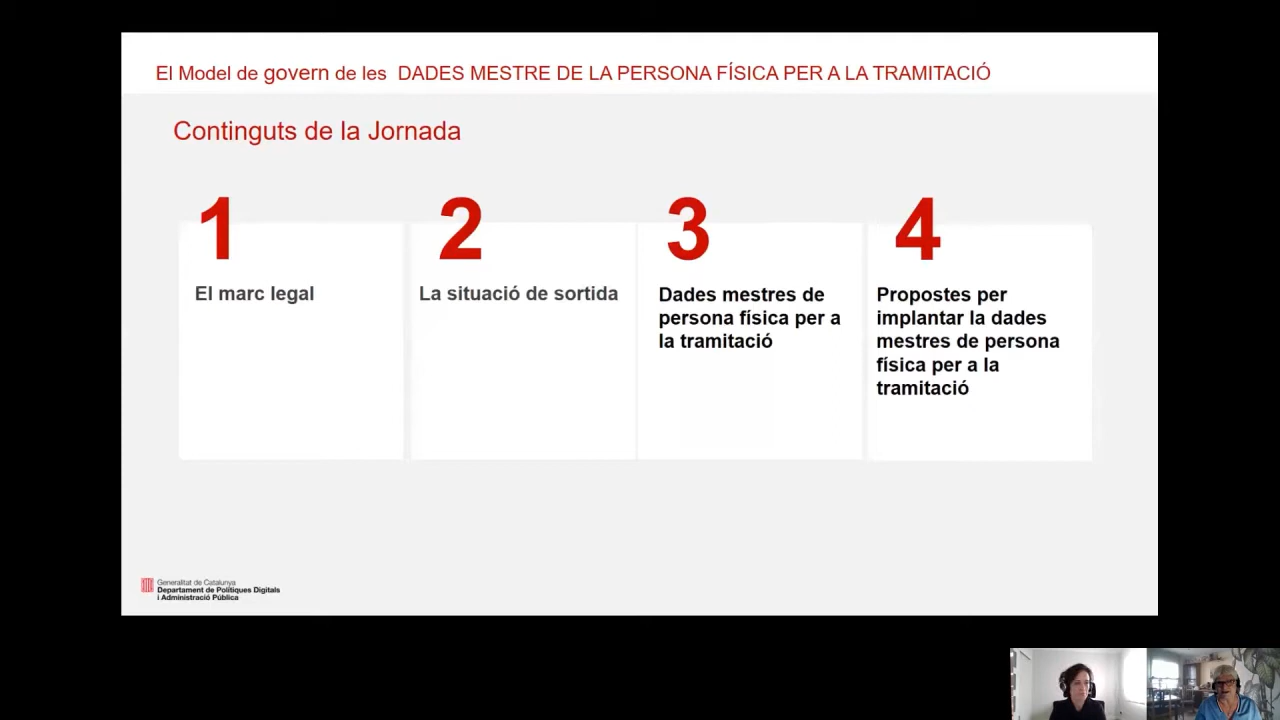 El Model de govern de les DADES MESTRE DE LA PERSONA FÍSICA PER A LA TRAMITACIÓ
Continguts de la Jornada
1
El marc legal
2
La situació de sortida
3
Dades mestres de
persona física per a
la tramitació
4
Propostes per
implantar la dades
mestres de persona
física per a la
tramitació
Generalitat de Catalunya
Departament de Polítiques Digitals
i Administració Pública